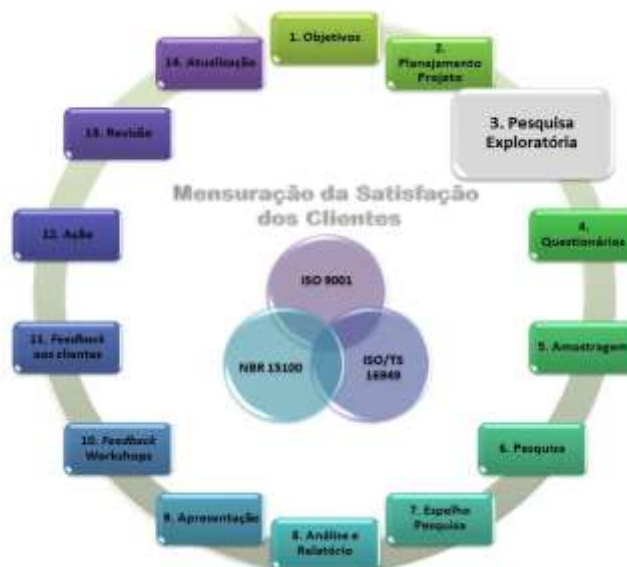 1. Objetivos
2.
Planejamento
Projeto
3. Pesquisa
Exploratória
4.
Questionários
5. Amostragem
6. Pesquisa
7. Espelho
Pesquisa
8. Análise e
Relatório
9. Apresentação
10. Feedback
Workshops
11. Feedback
aos clientes
12. Ação
13. Revisão
14. Atualização
Mensuração da Satisfação
dos Clientes
ISO 9001
NBR 15100
ISO/TS
16949